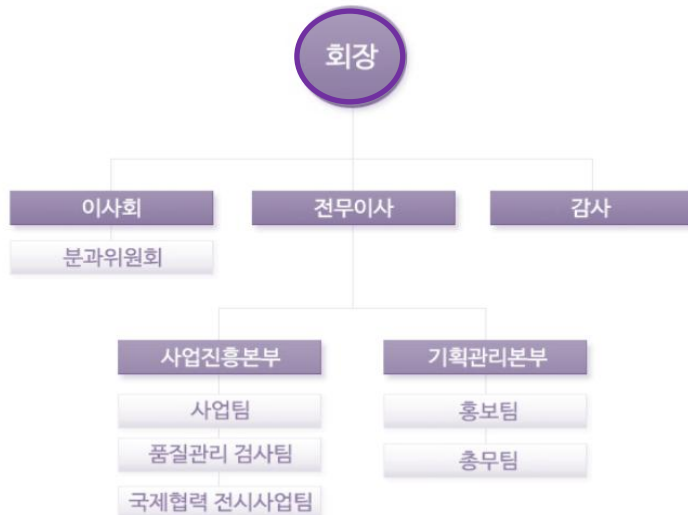 회장
이사회
전무이사
감사
분과위원회
사업진흥본부
기획관리본부
사업팀
홍보팀
품질관리 검사팀
총무팀
국제협력 전시사업팀